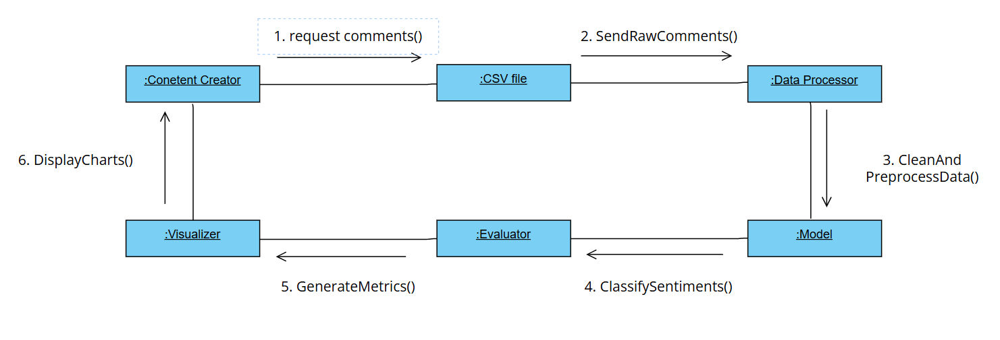 1. request comments()
2. SendRawComments()
:Conetent Creator
:CSV file
:Data Processor
6. DisplayCharts()
3. CleanAnd
PreprocessData()
:Visualizer
:Evaluator
:Model
5. GenerateMetrics()
4. ClassifySentiments()